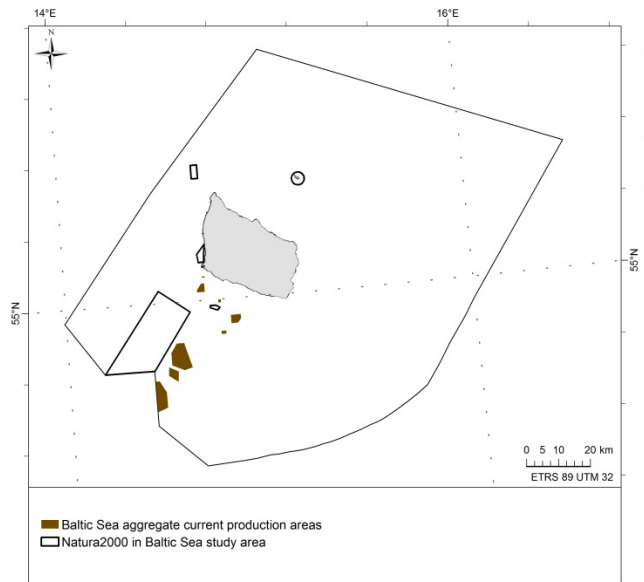 14°E 16°E
N
55°N
55°N
0 5 10 20 km
ETRS 89 UTM 32
Baltic Sea aggregate current production areas
Natura2000 in Baltic Sea study area